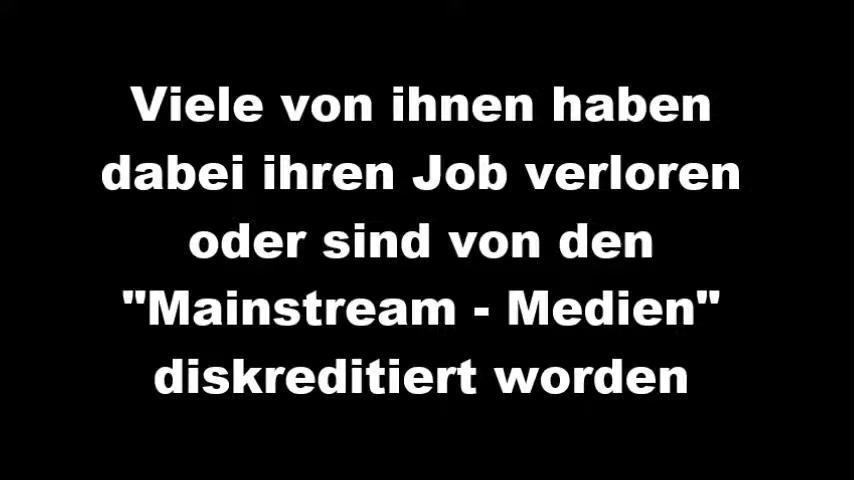 Viele von ihnen haben
dabei ihren Job verloren
oder sind von den
"Mainstream - Medien"
diskreditiert worden